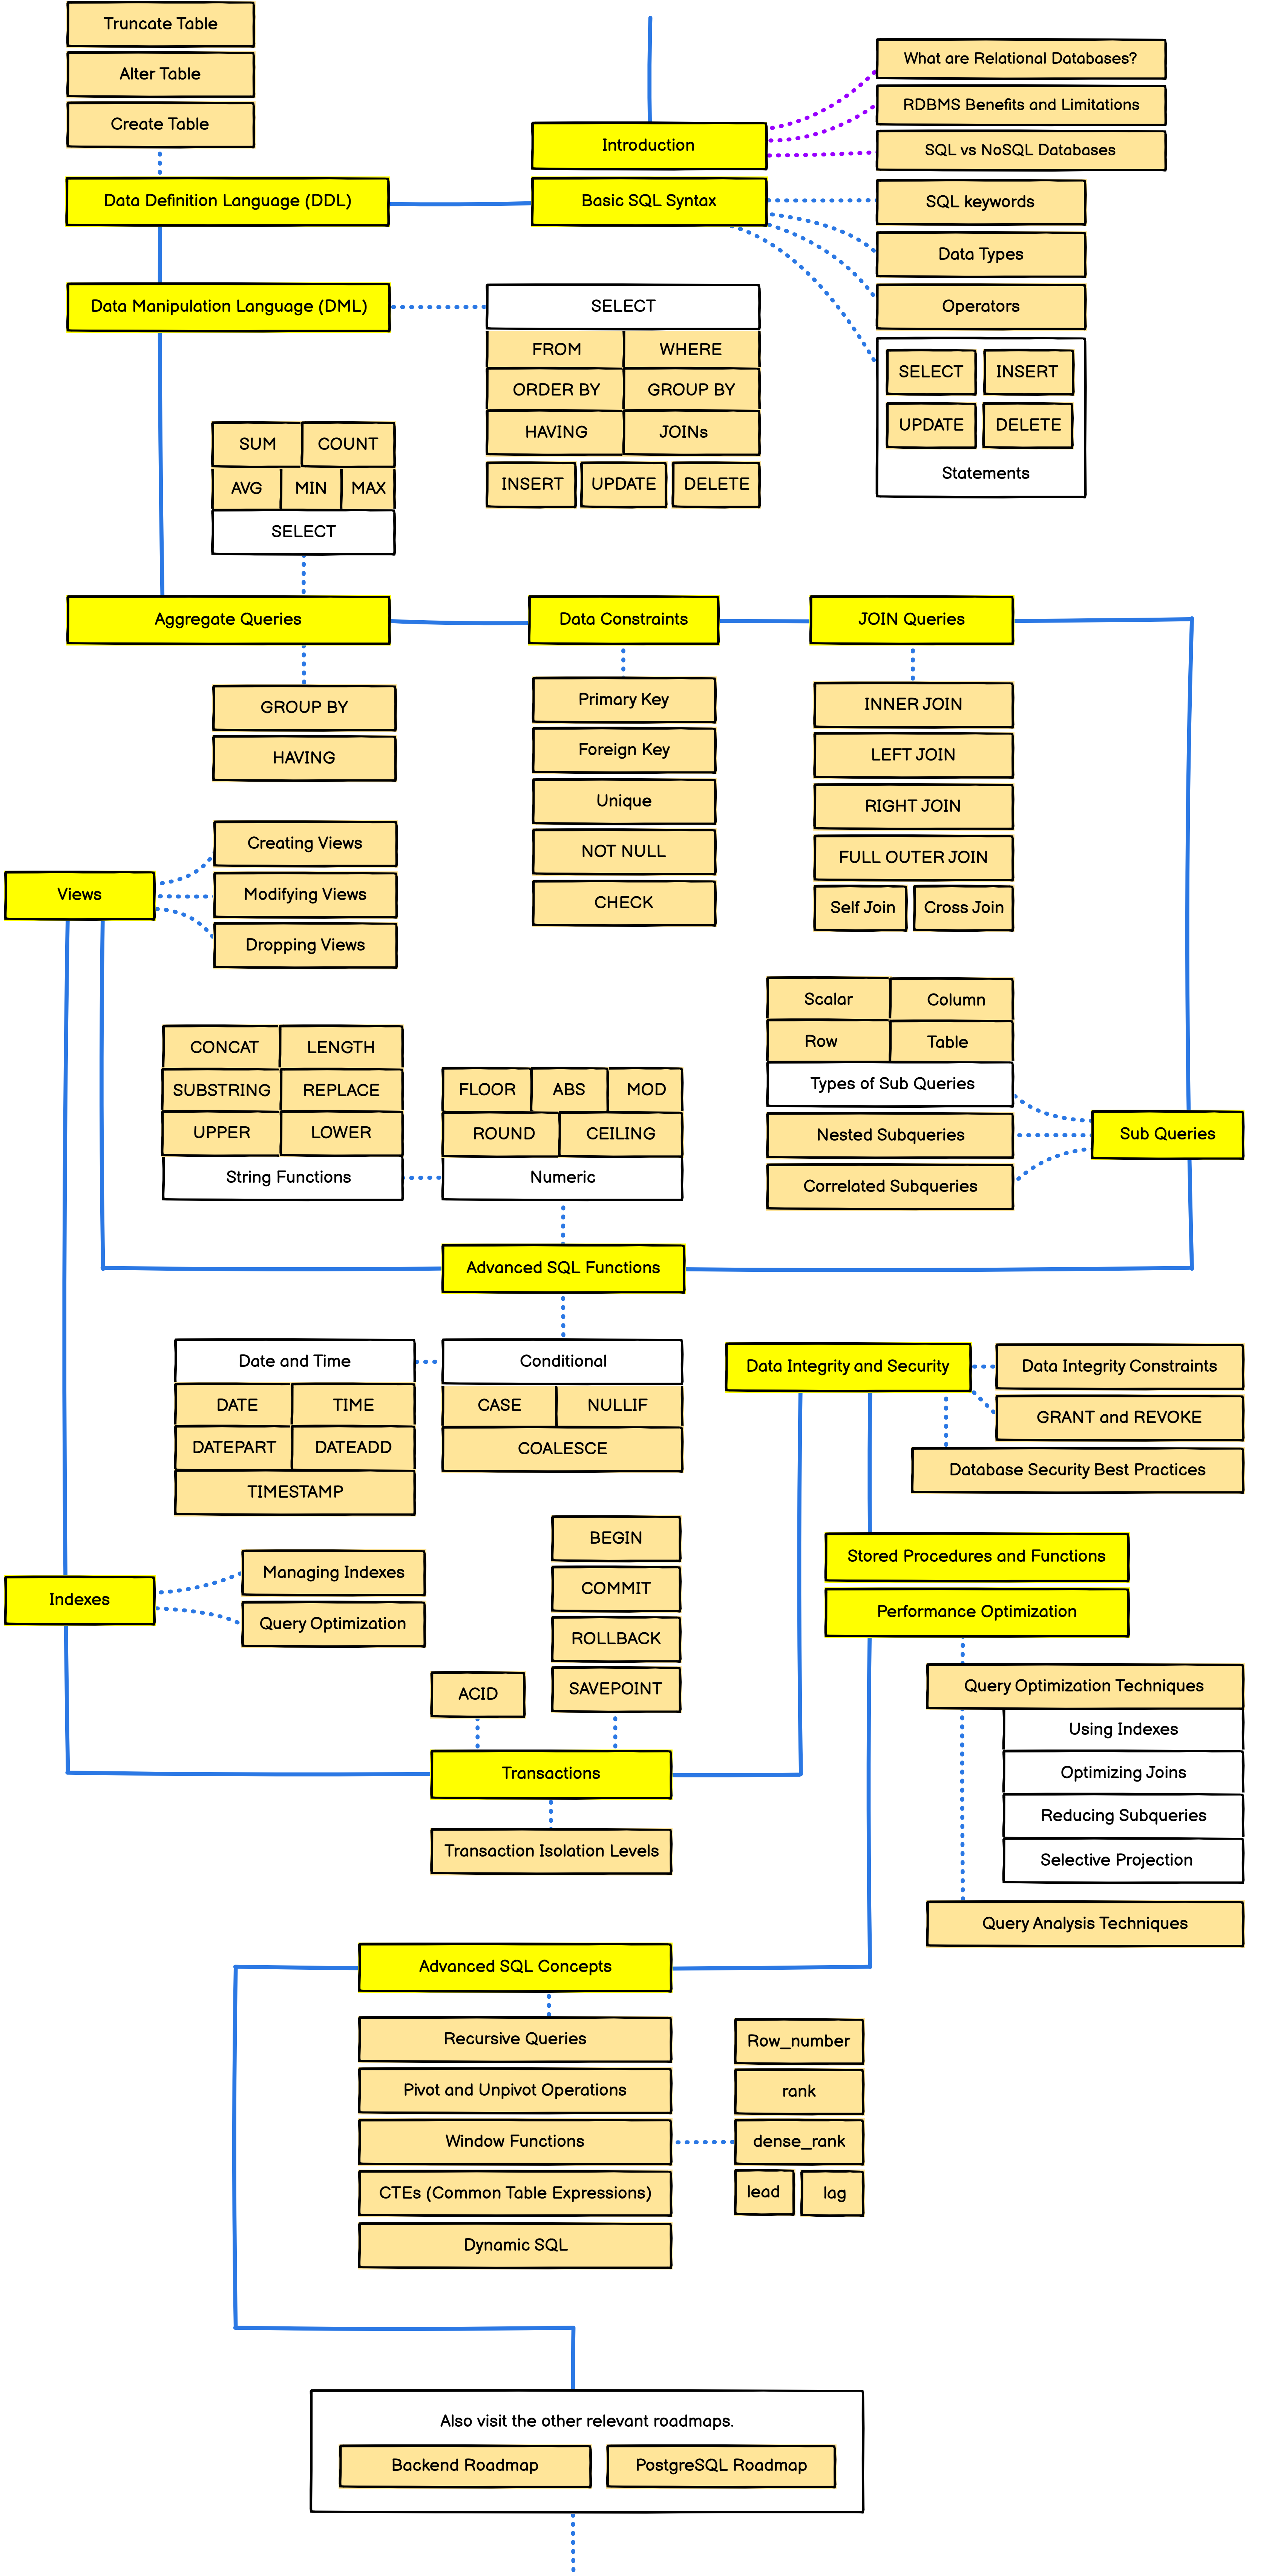 Truncate Table
Alter Table
Create Table
What are Relational Databases?
RDBMS Benefits and Limitations
SQL vs NoSQL Databases
Introduction
Data Definition Language (DDL)
Basic SQL Syntax
SQL keywords
Data Types
Operators
SELECT
INSERT
UPDATE
DELETE
Statements
Data Manipulation Language (DML)
SELECT
FROM
WHERE
ORDER BY
GROUP BY
HAVING
JOINs
INSERT
UPDATE
DELETE
SUM
COUNT
AVG
MIN
MAX
SELECT
Aggregate Queries
Data Constraints
JOIN Queries
GROUP BY
HAVING
Primary Key
Foreign Key
Unique
NOT NULL
CHECK
INNER JOIN
LEFT JOIN
RIGHT JOIN
FULL OUTER JOIN
Self Join
Cross Join
Views
Creating Views
Modifying Views
Dropping Views
Scalar
Column
Row
Table
Types of Sub Queries
Nested Subqueries
Correlated Subqueries
Sub Queries
CONCAT
LENGTH
SUBSTRING
REPLACE
UPPER
LOWER
String Functions
FLOOR
ABS
MOD
ROUND
CEILING
Numeric
Advanced SQL Functions
Date and Time
DATE
TIME
DATEPART
DATEADD
TIMESTAMP
Conditional
CASE
NULLIF
COALESCE
Data Integrity and Security
Data Integrity Constraints
GRANT and REVOKE
Database Security Best Practices
Indexes
Managing Indexes
Query Optimization
BEGIN
COMMIT
ROLLBACK
SAVEPOINT
ACID
Transactions
Transaction Isolation Levels
Stored Procedures and Functions
Performance Optimization
Query Optimization Techniques
Using Indexes
Optimizing Joins
Reducing Subqueries
Selective Projection
Query Analysis Techniques
Advanced SQL Concepts
Recursive Queries
Pivot and Unpivot Operations
Window Functions
CTEs (Common Table Expressions)
Dynamic SQL
Row_number
rank
dense_rank
lead
lag
Also visit the other relevant roadmaps.
Backend Roadmap
PostgreSQL Roadmap